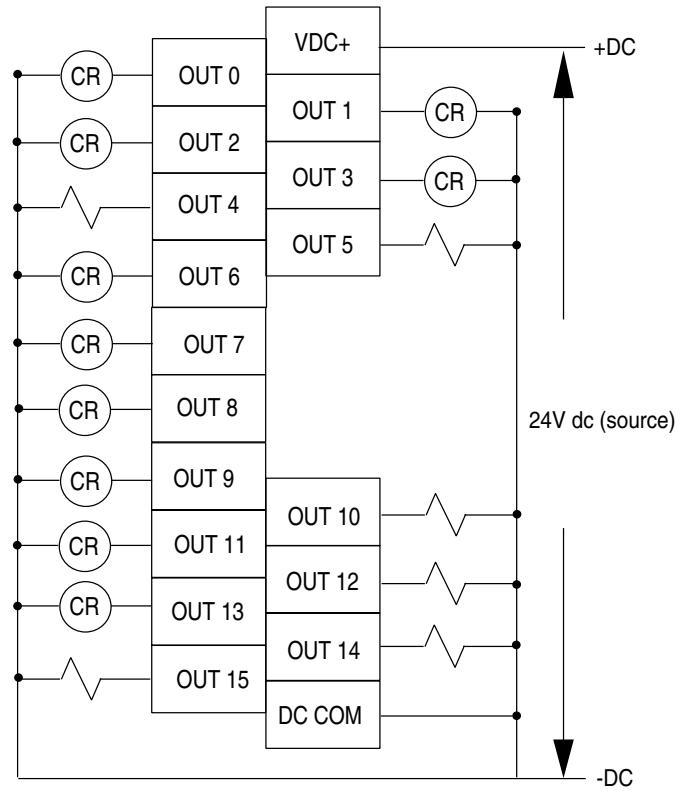 VDC+
+DC
CR
OUT 0
OUT 1
CR
CR
OUT 2
OUT 3
CR
OUT 4
OUT 5
CR
OUT 6
CR
OUT 7
CR
OUT 8
24V dc (source)
CR
OUT 9
OUT 10
CR
OUT 11
OUT 12
CR
OUT 13
OUT 14
OUT 15
DC COM
-DC